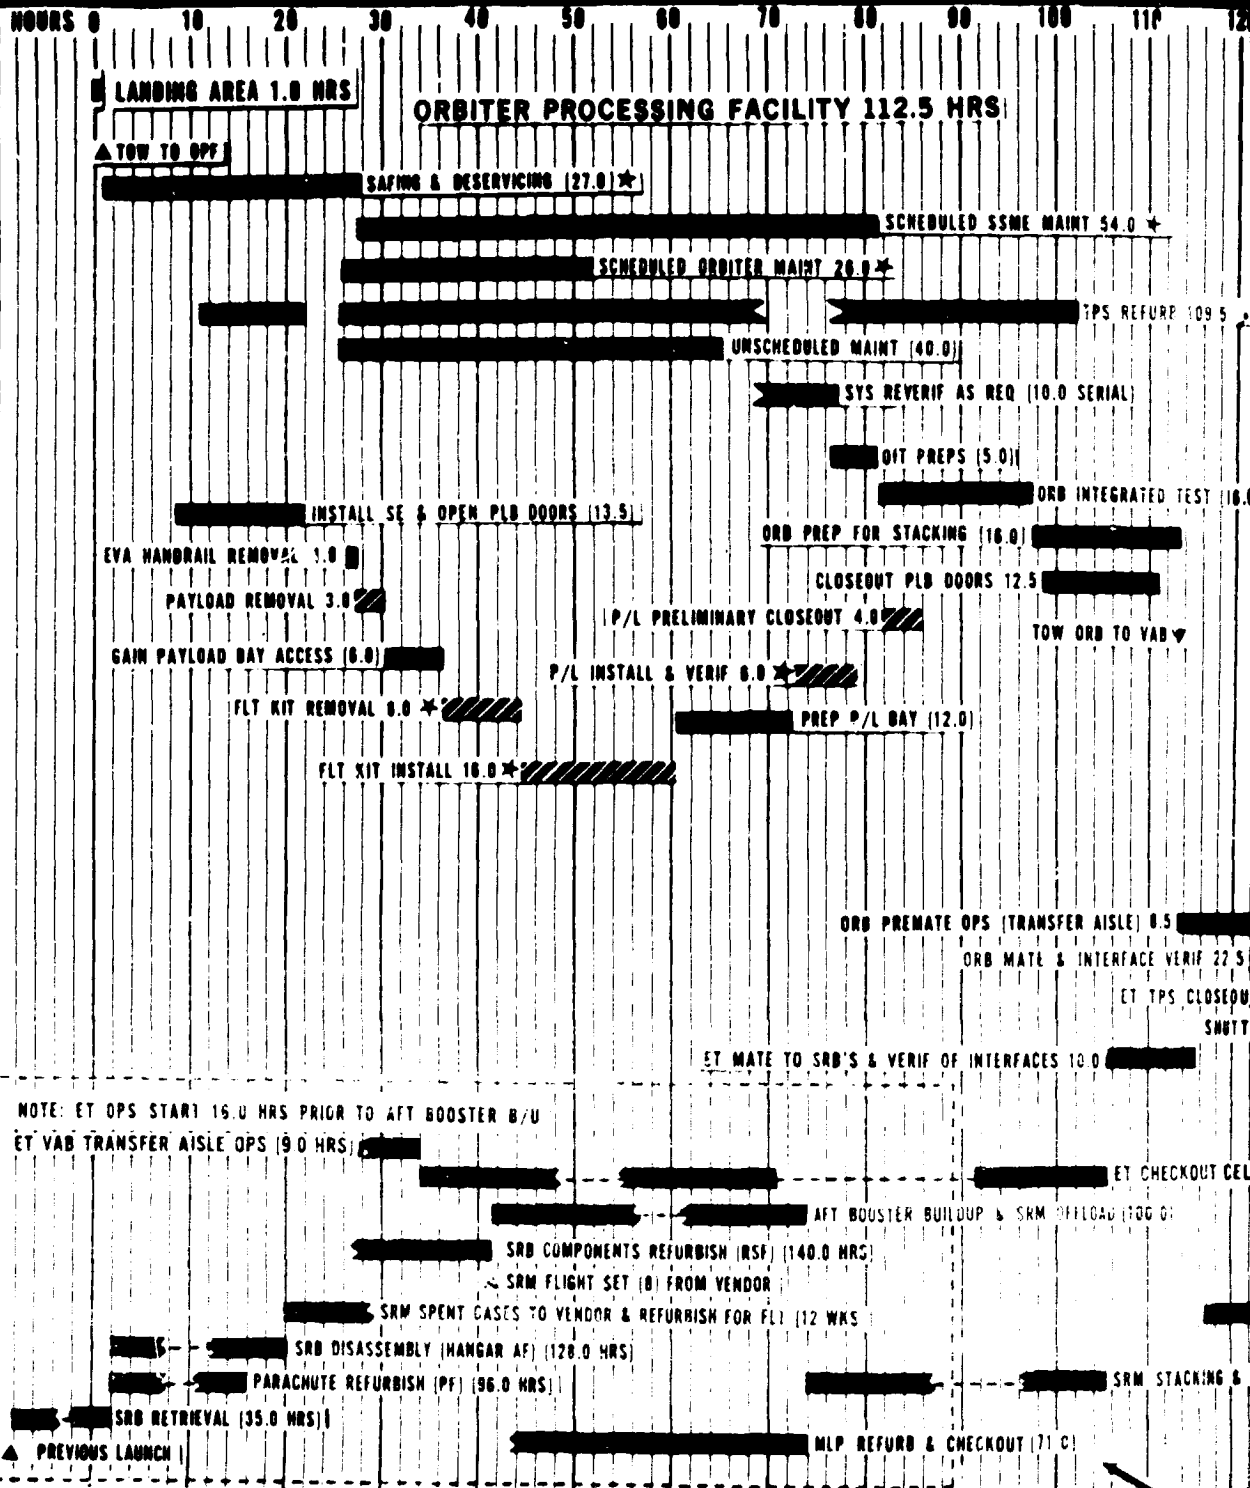 HOURS 0 10 20 30 40 50 60 70 80 90 100 110
LANDING AREA 1.0 HRS
ORBITER PROCESSING FACILITY 112.5 HRS
TOW TO OPF
SAFING & DESERVICING (27.0)
SCHEDULED SSME MAINT 54.0
SCHEDULED ORBITER MAINT 26.0
TPS REFURB 109.5
UNSCHEDULED MAINT (40.0)
SYS REVERIF AS REQ (10.0 SERIAL)
OIT PREPS (5.0)
ORB INTEGRATED TEST (16.0
INSTALL SE & OPEN PLB DOORS (13.5)
ORB PREP FOR STACKING (16.0)
EVA HANDRAIL REMOVAL 1.0
CLOSEOUT PLB DOORS 12.5
PAYLOAD REMOVAL 3.0
P/L PRELIMINARY CLOSEOUT 4.0
TOW ORB TO VAB
GAIN PAYLOAD BAY ACCESS (6.0)
P/L INSTALL & VERIF 6.0
FLT KIT REMOVAL 8.0
PREP P/L BAY (12.0)
FLT KIT INSTALL 16.0
ORB PREMATE OPS (TRANSFER AISLE) 8.5
ORB MATE & INTERFACE VERIF 22.5
ET TPS CLOSEOU
SHUTT
ET MATE TO SRB'S & VERIF OF INTERFACES 10.0
NOTE: ET OPS START 16.0 HRS PRIOR TO AFT BOOSTER B/U
ET VAB TRANSFER AISLE OPS (9.0 HRS)
ET CHECKOUT CEL
AFT BOOSTER BUILDUP & SRM OFFLOAD (100.0)
SRB COMPONENTS REFURBISH (RSF) (140.0 HRS)
SRM FLIGHT SET (8) FROM VENDOR
SRM SPENT CASES TO VENDOR & REFURBISH FOR FLT (12 WKS
SRB DISASSEMBLY (HANGAR AF) (128.0 HRS)
PARACHUTE REFURBISH (PF) (96.0 HRS)
SRM STACKING &
SRB RETRIEVAL (35.0 HRS)
MLP REFURB & CHECKOUT (71.0)
PREVIOUS LAUNCH